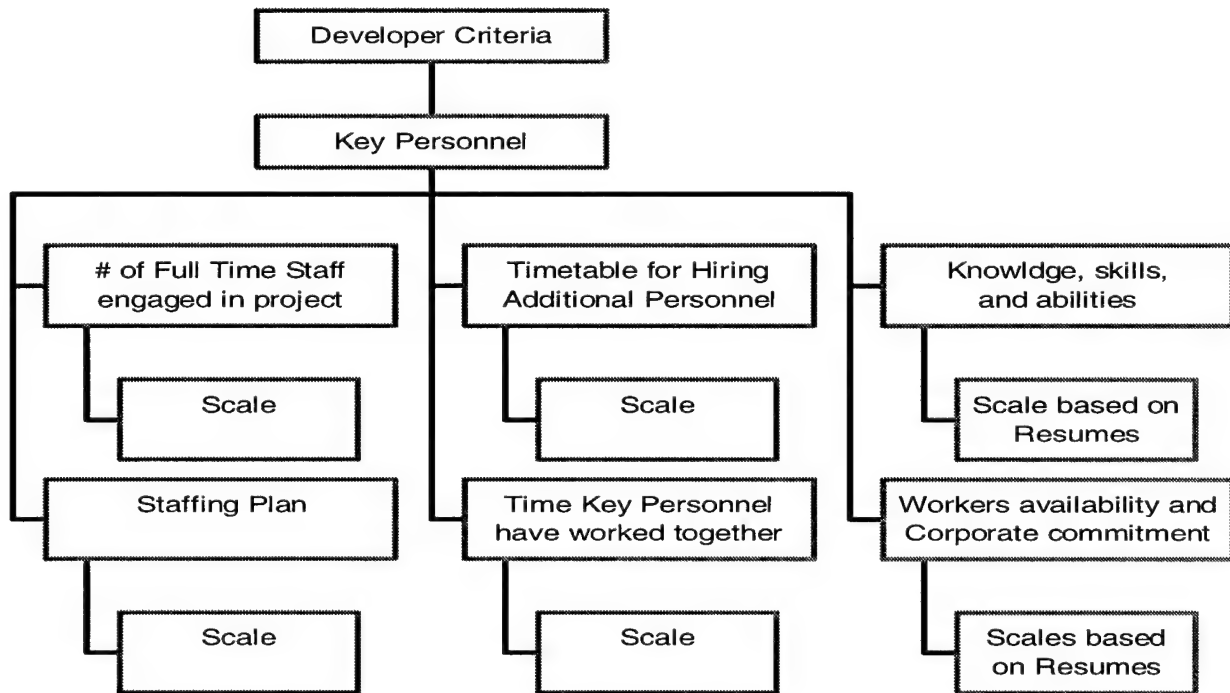 Developer Criteria
Key Personnel
# of Full Time Staff
engaged in project
Timetable for Hiring
Additional Personnel
Knowldge, skills,
and abilities
Scale
Scale
Scale based on
Resumes
Staffing Plan
Time Key Personnel
have worked together
Workers availability and
Corporate commitment
Scale
Scale
Scales based
on Resumes